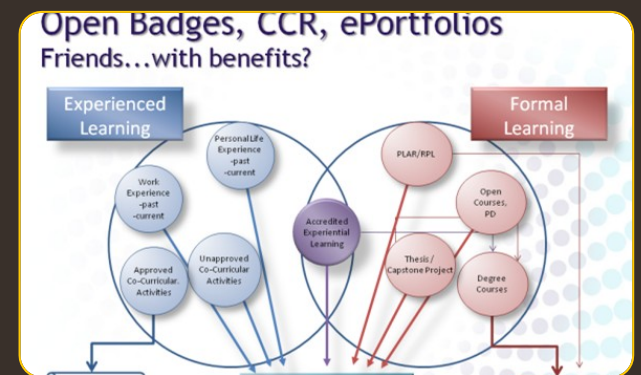 Open Badges, CCR, ePortfolios
Friends...with benefits?
Experienced
Learning
Formal
Learning
Personal Life
Experience
-past
-current
PLAR/RPL
Work
Experience
-past
-current
Open
Courses,
PD
Accredited
Experiential
Learning
Approved
Co-Curricular.
Activities
Unapproved
Co-Curricular
Activities
Thesis /
Capstone Project
Degree
Courses